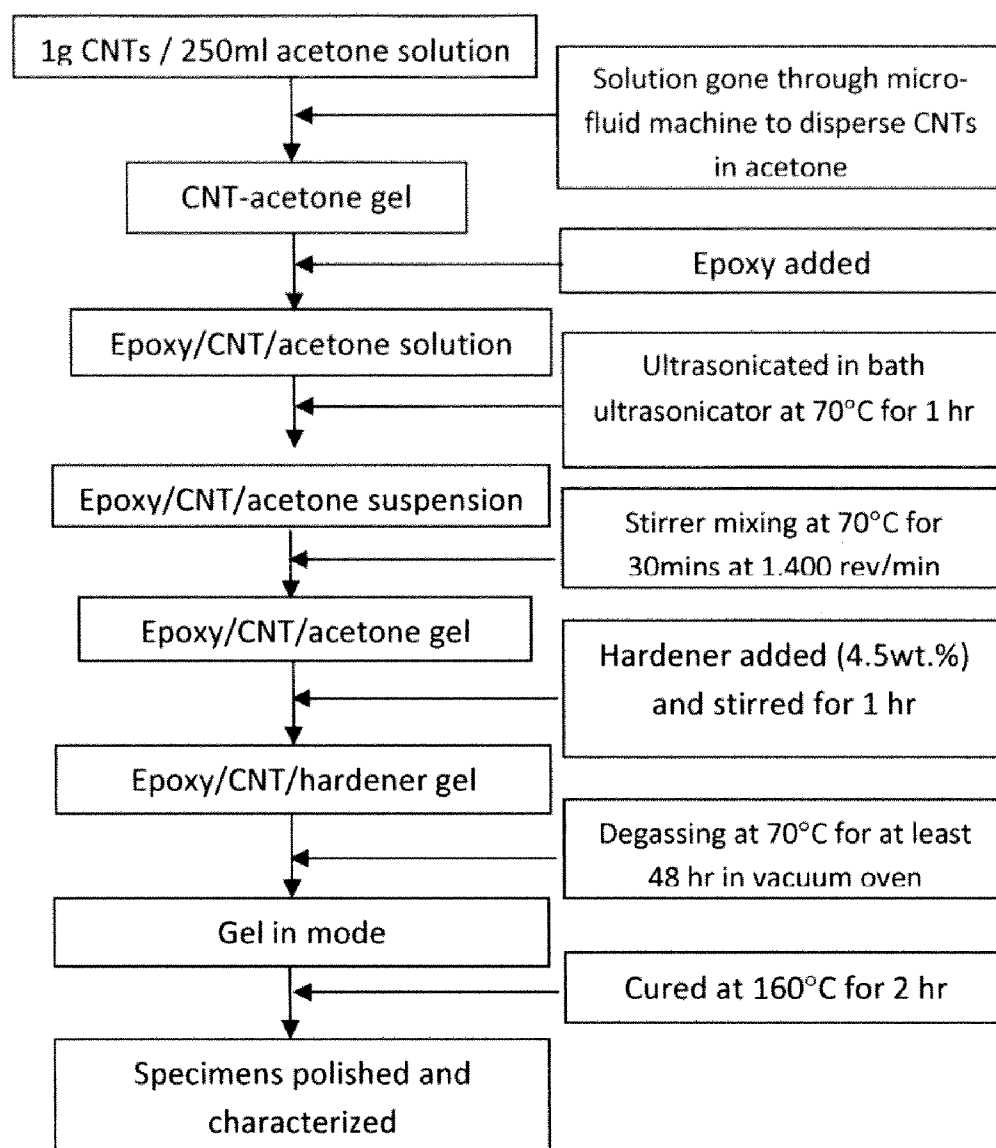 1g CNTs / 250ml acetone solution
Solution gone through micro-
fluid machine to disperse CNTs
in acetone
CNT-acetone gel
Epoxy added
Epoxy/CNT/acetone solution
Ultrasonicated in bath
ultrasonicator at 70°C for 1 hr
Epoxy/CNT/acetone suspension
Stirrer mixing at 70°C for
30mins at 1.400 rev/min
Epoxy/CNT/acetone gel
Hardener added (4.5wt.%)
and stirred for 1 hr
Epoxy/CNT/hardener gel
Degassing at 70°C for at least
48 hr in vacuum oven
Gel in mode
Cured at 160°C for 2 hr
Specimens polished and
characterized